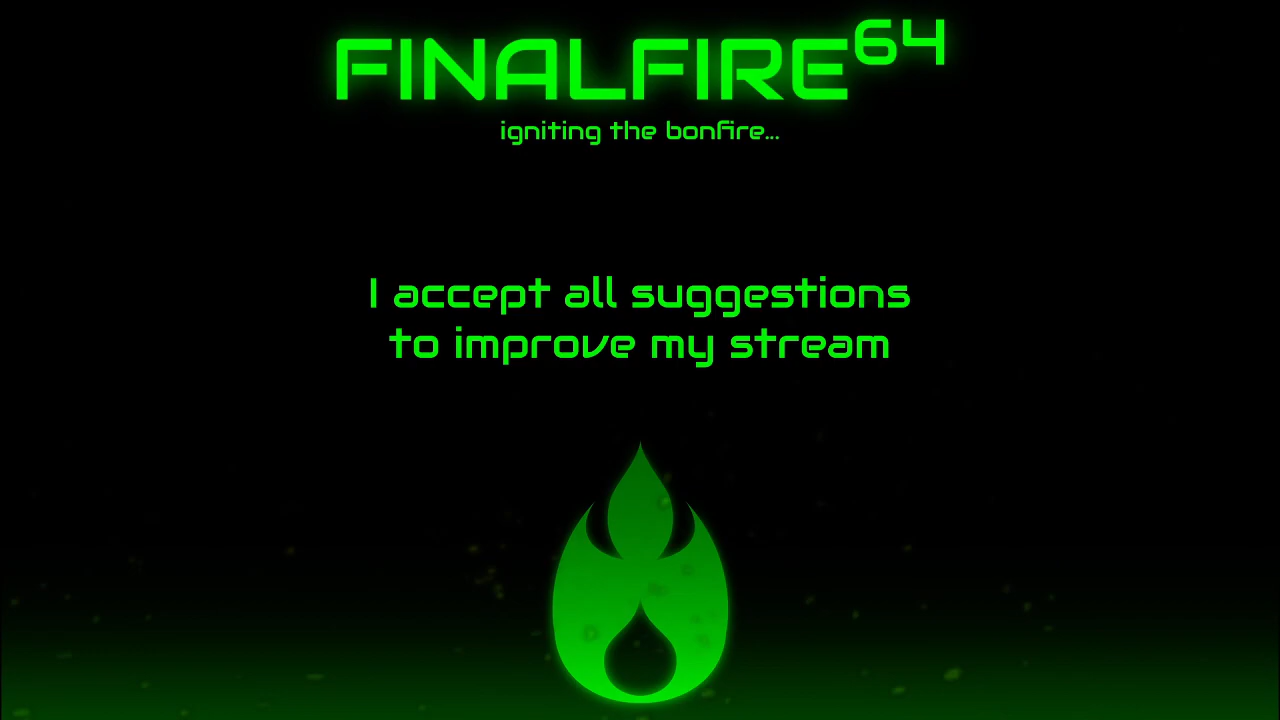 FINALFIRE64
igniting the bonfire...
I accept all suggestions
to improve my stream